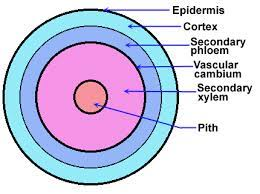 Epidermis
Cortex
Secondary
phloem
Vascular
cambium
Secondary
xylem
Pith